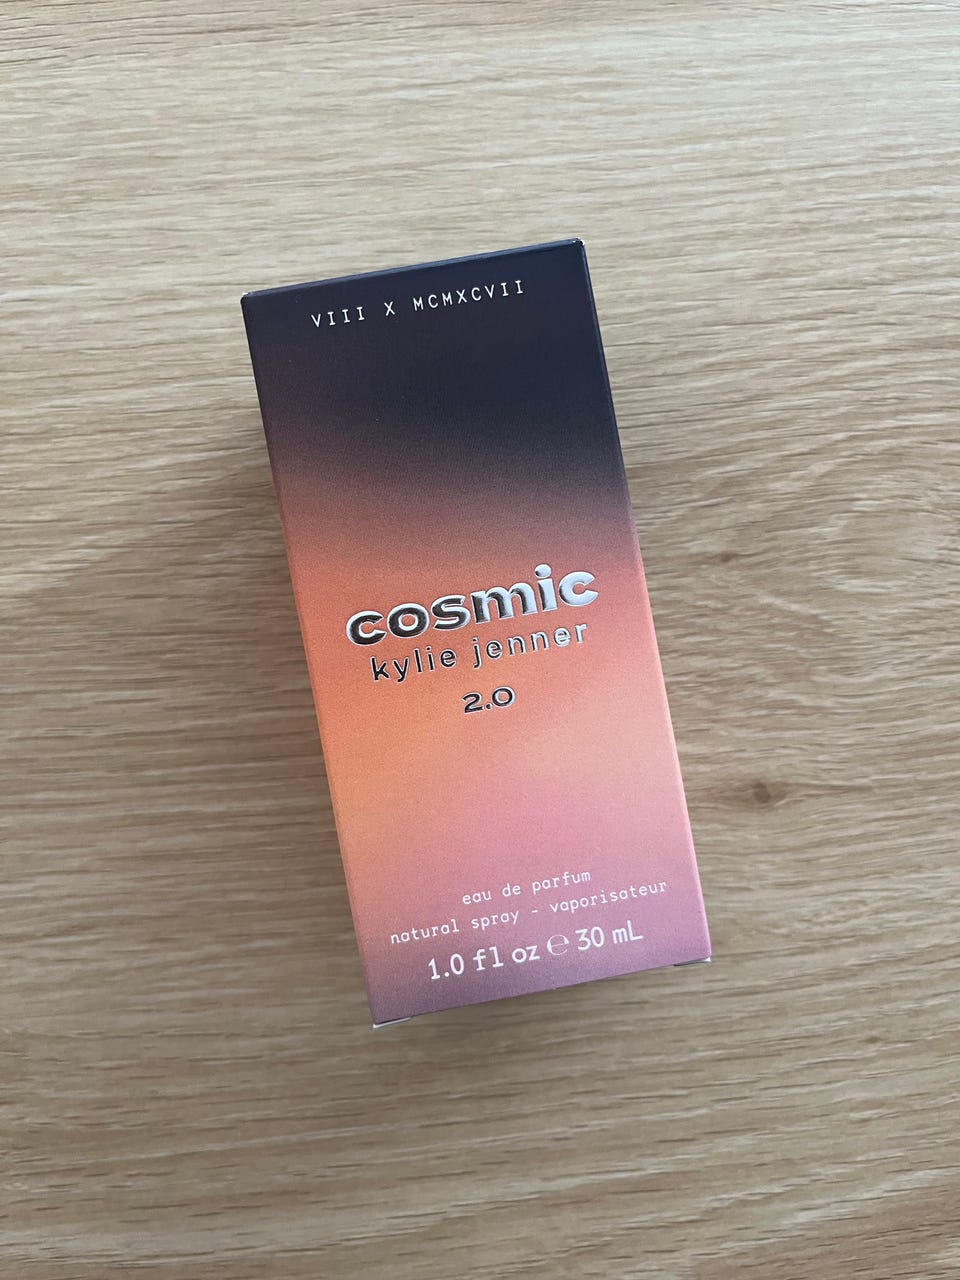 VIII X MCMXCVII
cosmic
kylie jenner
2.0
eau de parfum
natural spray - vaporisateur
1.0 fl oz ℮ 30 mL